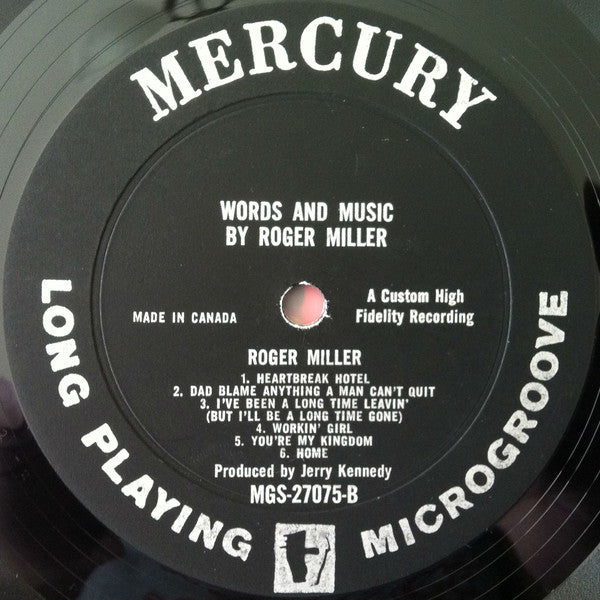 MERCURY
WORDS AND MUSIC
BY ROGER MILLER
MADE IN CANADA
A Custom High
Fidelity Recording
ROGER MILLER
1. HEARTBREAK HOTEL
2. DAD BLAME ANYTHING A MAN CAN'T QUIT
3. I'VE BEEN A LONG TIME LEAVIN'
(BUT I'LL BE A LONG TIME GONE)
4. WORKIN' GIRL
5. YOU'RE MY KINGDOM
6. HOME
Produced by Jerry Kennedy
MGS-27075-B
LONG PLAYING MICROGROOVE